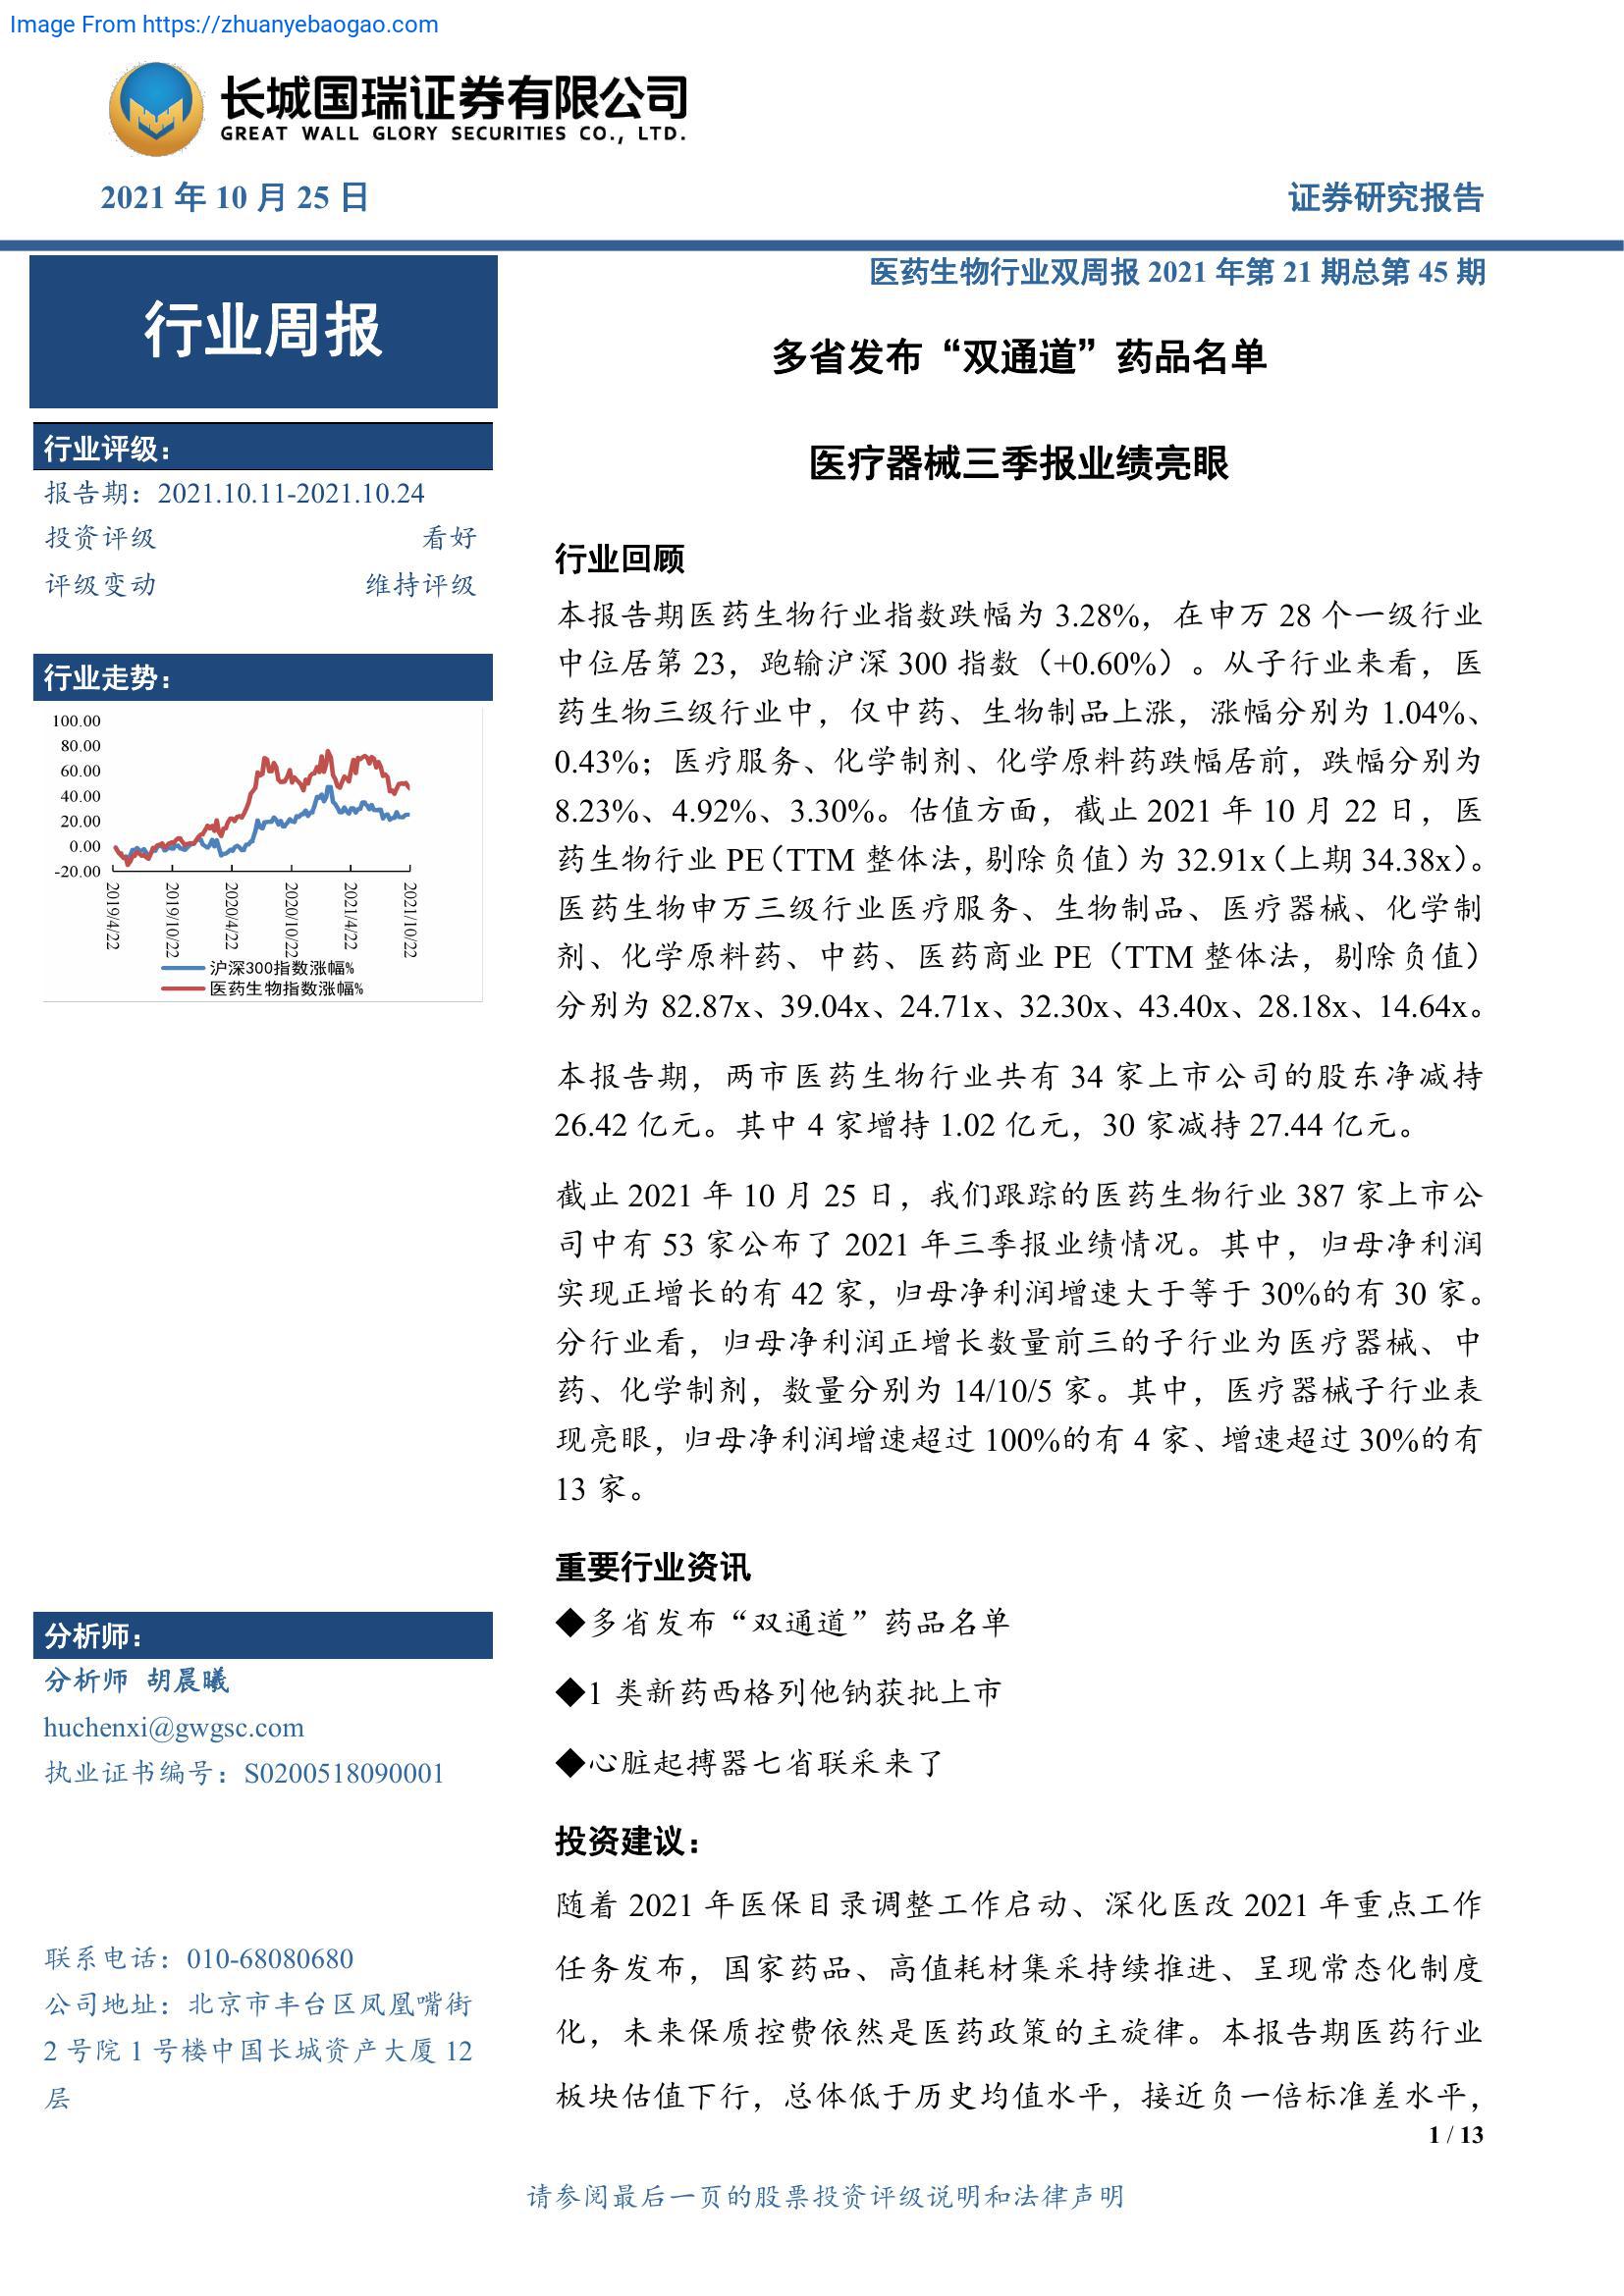 Image From https://zhuanyebaogao.com
长城国瑞证券有限公司
GREAT WALL GLORY SECURITIES CO., LTD.
2021 年 10 月 25 日
证券研究报告
医药生物行业双周报 2021 年第 21 期总第 45 期
行业周报
行业评级：
报告期：2021.10.11-2021.10.24
投资评级 看好
评级变动 维持评级
行业走势：
100.00
80.00
60.00
40.00
20.00
0.00
-20.00
2019/4/22
2019/10/22
2020/4/22
2020/10/22
2021/4/22
2021/10/22
沪深300指数涨幅%
医药生物指数涨幅%
分析师：
分析师 胡晨曦
huchenxi@gwgsc.com
执业证书编号：S0200518090001
联系电话：010-68080680
公司地址：北京市丰台区凤凰嘴街
2 号院 1 号楼中国长城资产大厦 12
层
多省发布“双通道”药品名单
医疗器械三季报业绩亮眼
行业回顾
本报告期医药生物行业指数跌幅为 3.28%，在申万 28 个一级行业
中位居第 23，跑输沪深 300 指数（+0.60%）。从子行业来看，医
药生物三级行业中，仅中药、生物制品上涨，涨幅分别为 1.04%、
0.43%；医疗服务、化学制剂、化学原料药跌幅居前，跌幅分别为
8.23%、4.92%、3.30%。估值方面，截止 2021 年 10 月 22 日，医
药生物行业 PE（TTM 整体法，剔除负值）为 32.91x（上期 34.38x）。
医药生物申万三级行业医疗服务、生物制品、医疗器械、化学制
剂、化学原料药、中药、医药商业 PE（TTM 整体法，剔除负值）
分别为 82.87x、39.04x、24.71x、32.30x、43.40x、28.18x、14.64x。
本报告期，两市医药生物行业共有 34 家上市公司的股东净减持
26.42 亿元。其中 4 家增持 1.02 亿元，30 家减持 27.44 亿元。
截止 2021 年 10 月 25 日，我们跟踪的医药生物行业 387 家上市公
司中有 53 家公布了 2021 年三季报业绩情况。其中，归母净利润
实现正增长的有 42 家，归母净利润增速大于等于 30%的有 30 家。
分行业看，归母净利润正增长数量前三的子行业为医疗器械、中
药、化学制剂，数量分别为 14/10/5 家。其中，医疗器械子行业表
现亮眼，归母净利润增速超过 100%的有 4 家、增速超过 30%的有
13 家。
重要行业资讯
◆多省发布“双通道”药品名单
◆1 类新药西格列他钠获批上市
◆心脏起搏器七省联采来了
投资建议：
随着 2021 年医保目录调整工作启动、深化医改 2021 年重点工作
任务发布，国家药品、高值耗材集采持续推进、呈现常态化制度
化，未来保质控费依然是医药政策的主旋律。本报告期医药行业
板块估值下行，总体低于历史均值水平，接近负一倍标准差水平，
1 / 13
请参阅最后一页的股票投资评级说明和法律声明